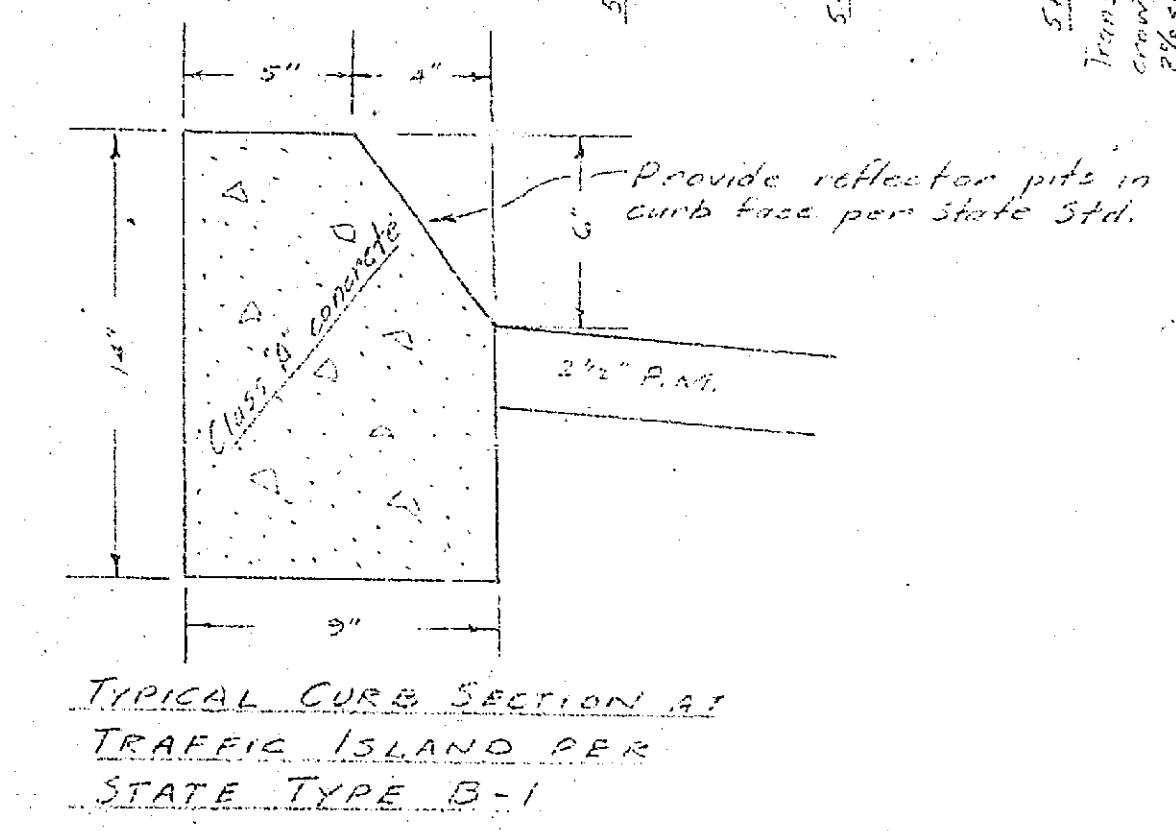 5"
4"
Provide reflector pits in
curb face per State Std.
6"
14"
Class "P" concrete
2½" P.M.
9"
TYPICAL CURB SECTION AT
TRAFFIC ISLAND PER
STATE TYPE B-1